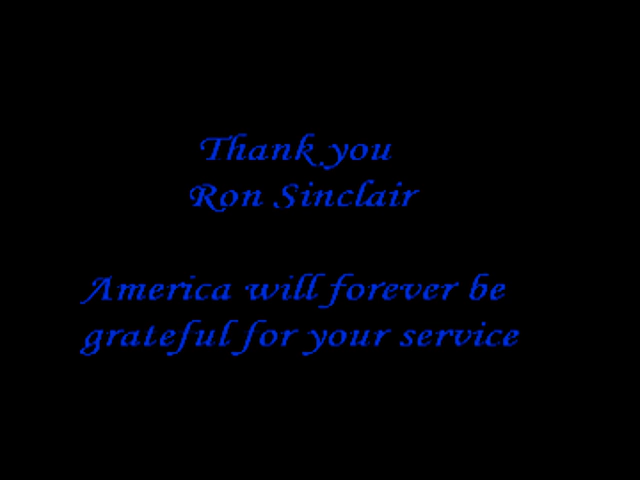 Thank you
Ron Sinclair
America will forever be
grateful for your service